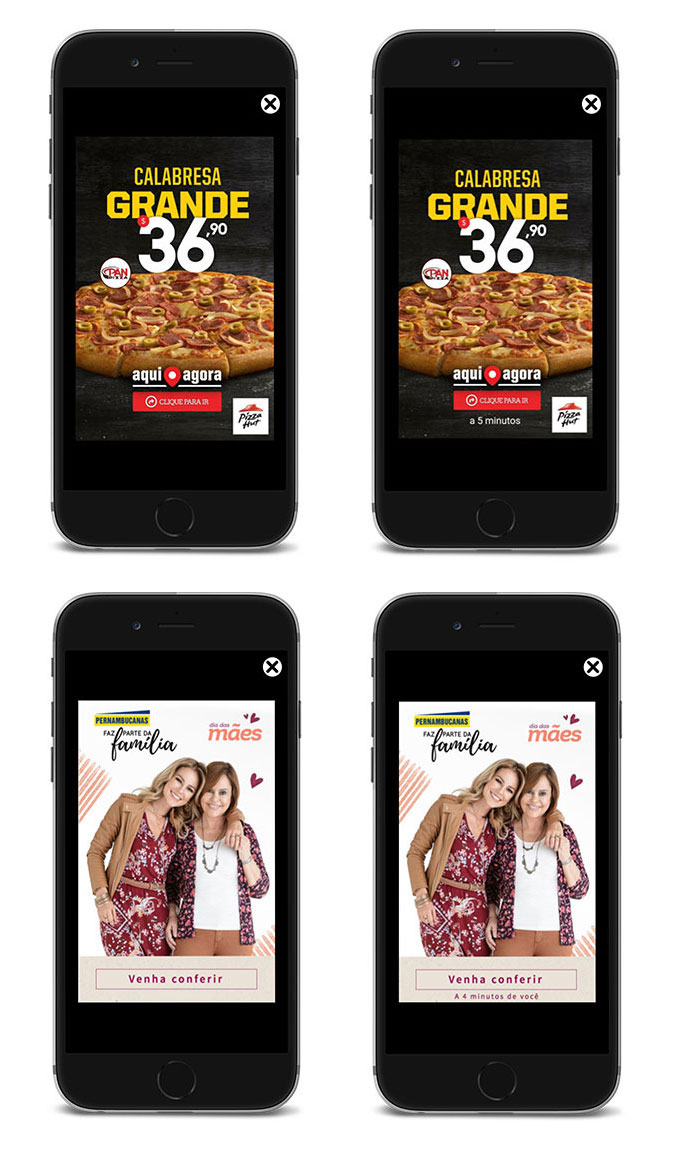 CALABRESA
GRANDE
$36,90
PAN
PIZZA
aqui agora
CLIQUE PARA IR
Pizza
Hut
CALABRESA
GRANDE
$36,90
PAN
PIZZA
aqui agora
CLIQUE PARA IR
a 5 minutos
Pizza
Hut
PERNAMBUCANAS
FAZ PARTE DA
família
dia das
mães
Venha conferir
PERNAMBUCANAS
FAZ PARTE DA
família
dia das
mães
Venha conferir
A 4 minutos de você